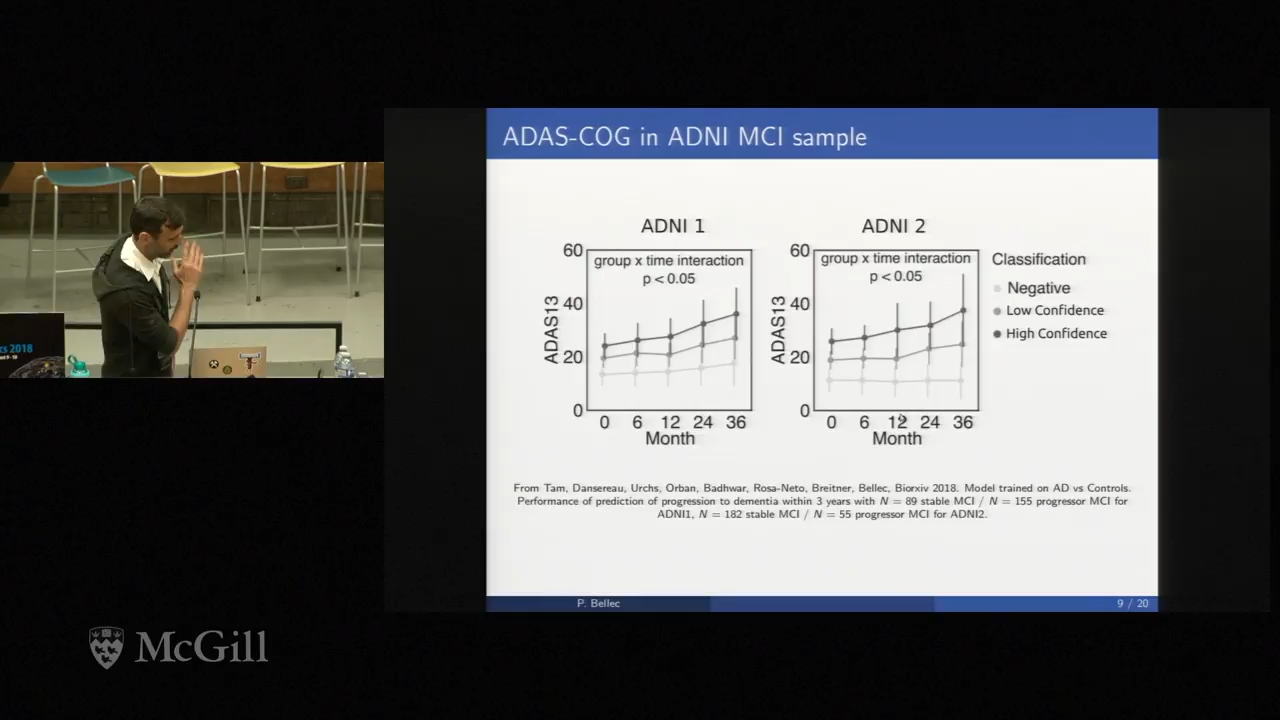 ADAS-COG in ADNI MCI sample
ADNI 1
60
group x time interaction
p < 0.05
40
ADAS13
20
0
0 6 12 24 36
Month
ADNI 2
60
group x time interaction
p < 0.05
40
ADAS13
20
0
0 6 12 24 36
Month
Classification
Negative
Low Confidence
High Confidence
From Tam, Dansereau, Urchs, Orban, Badhwar, Rosa-Neto, Breitner, Bellec, Biorxiv 2018. Model trained on AD vs Controls.
Performance of prediction of progression to dementia within 3 years with N = 89 stable MCI / N = 155 progressor MCI for
ADNI1, N = 182 stable MCI / N = 55 progressor MCI for ADNI2.
P. Bellec
9 / 20
cs 2018
McGill